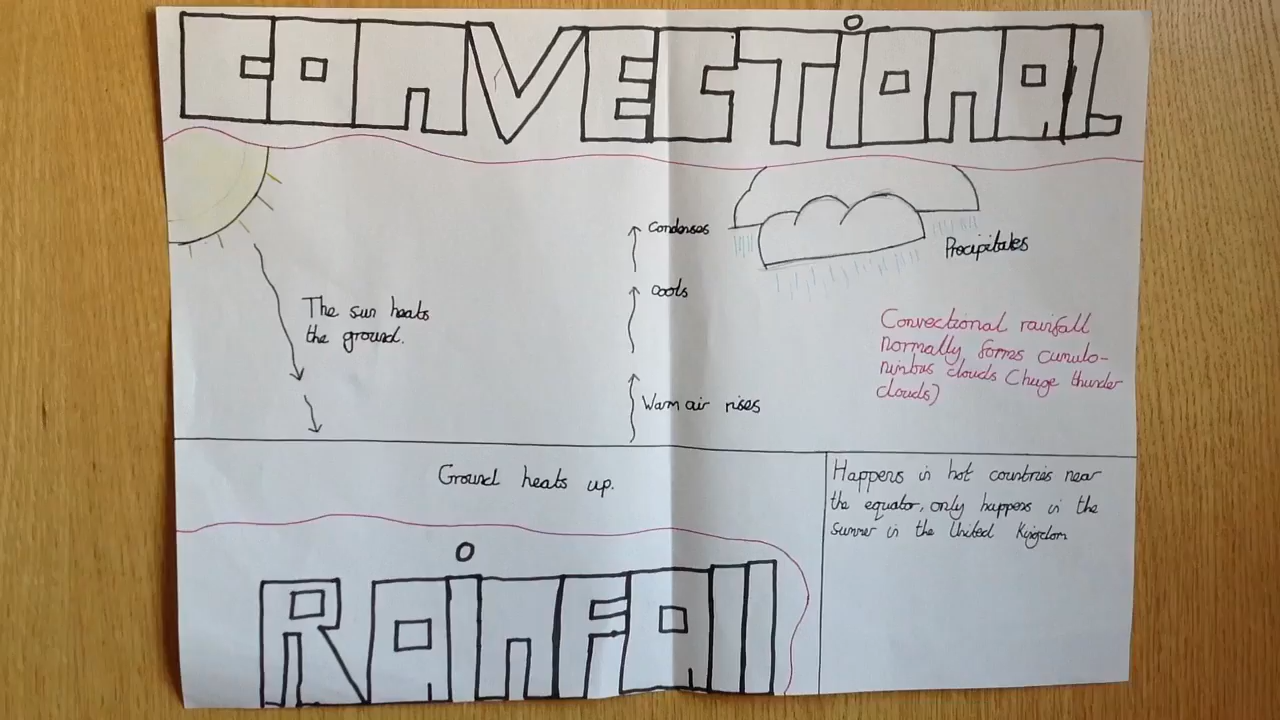 CONVECTIONAL
Condenses
Precipitates
Cools
The sun heats
the ground.
Convectional rainfall
normally forms cumulo-
nimbus clouds (huge thunder
clouds)
Warm air rises
Ground heats up.
Happens in hot countries near
the equator, only happens in the
summer in the United Kingdom
RAiNFAll